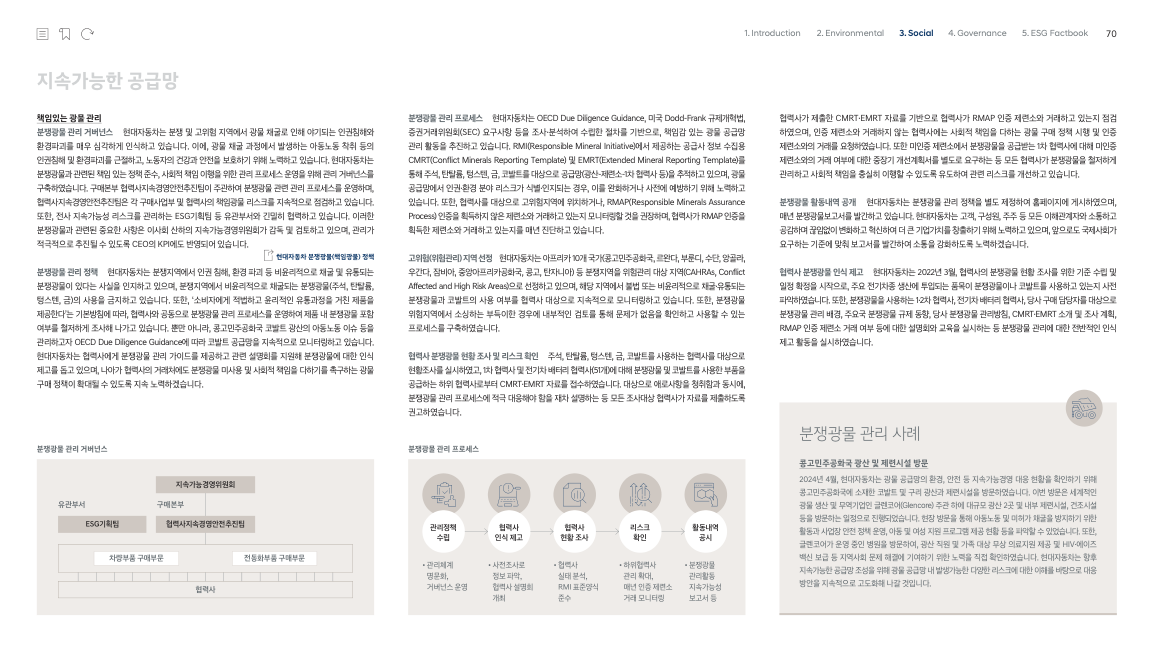 1. Introduction 2. Environmental 3. Social 4. Governance 5. ESG Factbook 70
지속가능한 공급망
책임있는 광물 관리
분쟁광물 관리 거버넌스 현대자동차는 분쟁 및 고위험 지역에서 광물 채굴로 인해 야기되는 인권침해와
환경파괴를 매우 심각하게 인식하고 있습니다. 이에, 광물 채굴 과정에서 발생하는 아동노동 착취 등의
인권침해 및 환경파괴를 근절하고, 노동자의 건강과 안전을 보호하기 위해 노력하고 있습니다. 현대자동차는
분쟁광물과 관련된 책임 있는 정책 준수, 사회적 책임 이행을 위한 관리 프로세스 운영을 위해 관리 거버넌스를
구축하였습니다. 구매본부 협력사지속경영안전추진팀이 주관하여 분쟁광물 관련 관리 프로세스를 운영하며,
협력사지속경영안전추진팀은 각 구매사업부 및 협력사의 책임광물 리스크를 지속적으로 점검하고 있습니다.
또한, 전사 지속가능성 리스크를 관리하는 ESG기획팀 등 유관부서와 긴밀히 협력하고 있습니다. 이러한
분쟁광물과 관련된 중요한 사항은 이사회 산하의 지속가능경영위원회가 감독 및 검토하고 있으며, 관리가
적극적으로 추진될 수 있도록 CEO의 KPI에도 반영되어 있습니다.
현대자동차 분쟁광물(책임광물) 정책
분쟁광물 관리 정책 현대자동차는 분쟁지역에서 인권 침해, 환경 파괴 등 비윤리적으로 채굴 및 유통되는
분쟁광물이 있다는 사실을 인지하고 있으며, 분쟁지역에서 비윤리적으로 채굴되는 분쟁광물(주석, 탄탈륨,
텅스텐, 금)의 사용을 금지하고 있습니다. 또한, ‘소비자에게 적법하고 윤리적인 유통과정을 거친 제품을
제공한다’는 기본방침에 따라, 협력사와 공동으로 분쟁광물 관리 프로세스를 운영하여 제품 내 분쟁광물 포함
여부를 철저하게 조사해 나가고 있습니다. 뿐만 아니라, 콩고민주공화국 코발트 광산의 아동노동 이슈 등을
관리하고자 OECD Due Diligence Guidance에 따라 코발트 공급망을 지속적으로 모니터링하고 있습니다.
현대자동차는 협력사에게 분쟁광물 관리 가이드를 제공하고 관련 설명회를 지원해 분쟁광물에 대한 인식
제고를 돕고 있으며, 나아가 협력사의 거래처에도 분쟁광물 미사용 및 사회적 책임을 다하기를 촉구하는 광물
구매 정책이 확대될 수 있도록 지속 노력하겠습니다.
분쟁광물 관리 거버넌스
지속가능경영위원회
유관부서 구매본부
ESG기획팀 협력사지속경영안전추진팀
차량부품 구매부문 전동화부품 구매부문
협력사
분쟁광물 관리 프로세스 현대자동차는 OECD Due Diligence Guidance, 미국 Dodd-Frank 규제개혁법,
증권거래위원회(SEC) 요구사항 등을 조사·분석하여 수립한 절차를 기반으로, 책임감 있는 광물 공급망
관리 활동을 추진하고 있습니다. RMI(Responsible Mineral Initiative)에서 제공하는 공급사 정보 수집용
CMRT(Conflict Minerals Reporting Template) 및 EMRT(Extended Mineral Reporting Template)를
통해 주석, 탄탈륨, 텅스텐, 금, 코발트를 대상으로 공급망(광산-제련소-1차 협력사 등)을 추적하고 있으며, 광물
공급망에서 인권·환경 분야 리스크가 식별·인지되는 경우, 이를 완화하거나 사전에 예방하기 위해 노력하고
있습니다. 또한, 협력사를 대상으로 고위험지역에 위치하거나, RMAP(Responsible Minerals Assurance
Process) 인증을 획득하지 않은 제련소와 거래하고 있는지 모니터링할 것을 권장하며, 협력사가 RMAP 인증을
획득한 제련소와 거래하고 있는지를 매년 진단하고 있습니다.
고위험(위험관리) 지역 선정 현대자동차는 아프리카 10개 국가(콩고민주공화국, 르완다, 부룬디, 수단, 앙골라,
우간다, 잠비아, 중앙아프리카공화국, 콩고, 탄자니아) 등 분쟁지역을 위험관리 대상 지역(CAHRAs, Conflict
Affected and High Risk Areas)으로 선정하고 있으며, 해당 지역에서 불법 또는 비윤리적으로 채굴·유통되는
분쟁광물과 코발트의 사용 여부를 협력사 대상으로 지속적으로 모니터링하고 있습니다. 또한, 분쟁광물
위험지역에서 소싱하는 부득이한 경우에 내부적인 검토를 통해 문제가 없음을 확인하고 사용할 수 있는
프로세스를 구축하였습니다.
협력사 분쟁광물 현황 조사 및 리스크 확인 주석, 탄탈륨, 텅스텐, 금, 코발트를 사용하는 협력사를 대상으로
현황조사를 실시하였고, 1차 협력사 및 전기차 배터리 협력사(51개)에 대해 분쟁광물 및 코발트를 사용한 부품을
공급하는 하위 협력사로부터 CMRT·EMRT 자료를 접수하였습니다. 대상으로 애로사항을 청취함과 동시에,
분쟁광물 관리 프로세스에 적극 대응해야 함을 재차 설명하는 등 모든 조사대상 협력사가 자료를 제출하도록
권고하였습니다.
분쟁광물 관리 프로세스
관리정책 수립
협력사 인식 제고
협력사 현황 조사
리스크 확인
활동내역 공시
• 관리체계 명문화, 거버넌스 운영
• 사전조사로 정보 파악, 협력사 설명회 개최
• 협력사 실태 분석, RMI 표준양식 준수
• 하위협력사 관리 확대, 매년 인증 제련소 거래 모니터링
• 분쟁광물 관리활동 지속가능성 보고서 등
협력사가 제출한 CMRT·EMRT 자료를 기반으로 협력사가 RMAP 인증 제련소와 거래하고 있는지 점검
하였으며, 인증 제련소와 거래하지 않는 협력사에는 사회적 책임을 다하는 광물 구매 정책 시행 및 인증
제련소와의 거래를 요청하였습니다. 또한 미인증 제련소에서 분쟁광물을 공급받는 1차 협력사에 대해 미인증
제련소와의 거래 여부에 대한 중장기 개선계획서를 별도로 요구하는 등 모든 협력사가 분쟁광물을 철저하게
관리하고 사회적 책임을 충실히 이행할 수 있도록 유도하여 관련 리스크를 개선하고 있습니다.
분쟁광물 활동내역 공개 현대자동차는 분쟁광물 관리 정책을 별도 제정하여 홈페이지에 게시하였으며,
매년 분쟁광물보고서를 발간하고 있습니다. 현대자동차는 고객, 구성원, 주주 등 모든 이해관계자와 소통하고
공감하며 끊임없이 변화하고 혁신하여 더 큰 기업가치를 창출하기 위해 노력하고 있으며, 앞으로도 국제사회가
요구하는 기준에 맞춰 보고서를 발간하여 소통을 강화하도록 노력하겠습니다.
협력사 분쟁광물 인식 제고 현대자동차는 2022년 3월, 협력사의 분쟁광물 현황 조사를 위한 기준 수립 및
일정 확정을 시작으로, 주요 전기차종 생산에 투입되는 품목이 분쟁광물이나 코발트를 사용하고 있는지 사전
파악하였습니다. 또한, 분쟁광물을 사용하는 1·2차 협력사, 전기차 배터리 협력사, 당사 구매 담당자를 대상으로
분쟁광물 관리 배경, 주요국 분쟁광물 규제 동향, 당사 분쟁광물 관리방침, CMRT·EMRT 소개 및 조사 계획,
RMAP 인증 제련소 거래 여부 등에 대한 설명회와 교육을 실시하는 등 분쟁광물 관리에 대한 전반적인 인식
제고 활동을 실시하였습니다.
분쟁광물 관리 사례
콩고민주공화국 광산 및 제련시설 방문
2024년 4월, 현대자동차는 광물 공급망의 환경, 안전 등 지속가능경영 대응 현황을 확인하기 위해
콩고민주공화국에 소재한 코발트 및 구리 광산과 제련시설을 방문하였습니다. 이번 방문은 세계적인
광물 생산 및 무역기업인 글렌코어(Glencore) 주관 하에 대규모 광산 2곳 및 내부 제련시설, 건조시설
등을 방문하는 일정으로 진행되었습니다. 현장 방문을 통해 아동노동 및 미허가 채굴을 방지하기 위한
활동과 사업장 안전 정책 운영, 아동 및 여성 지원 프로그램 제공 현황 등을 파악할 수 있었습니다. 또한,
글렌코어가 운영 중인 병원을 방문하여, 광산 직원 및 가족 대상 무상 의료지원 제공 및 HIV·에이즈
백신 보급 등 지역사회 문제 해결에 기여하기 위한 노력을 직접 확인하였습니다. 현대자동차는 향후
지속가능한 공급망 조성을 위해 광물 공급망 내 발생가능한 다양한 리스크에 대한 이해를 바탕으로 대응
방안을 지속적으로 고도화해 나갈 것입니다.